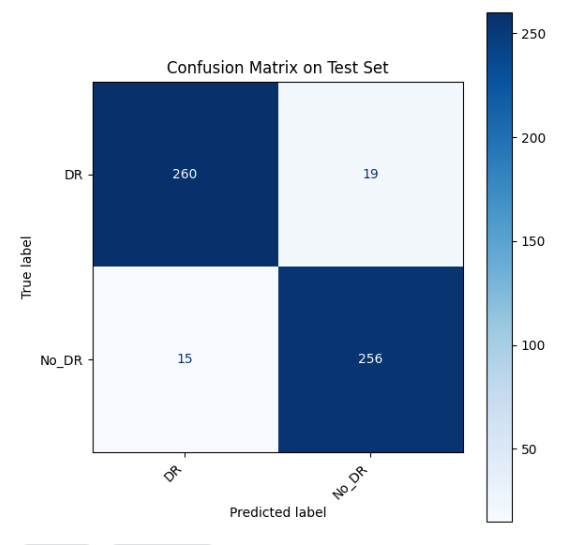 Confusion Matrix on Test Set
250
200
150
100
50
DR
260
19
True label
No_DR
15
256
DR
No_DR
Predicted label